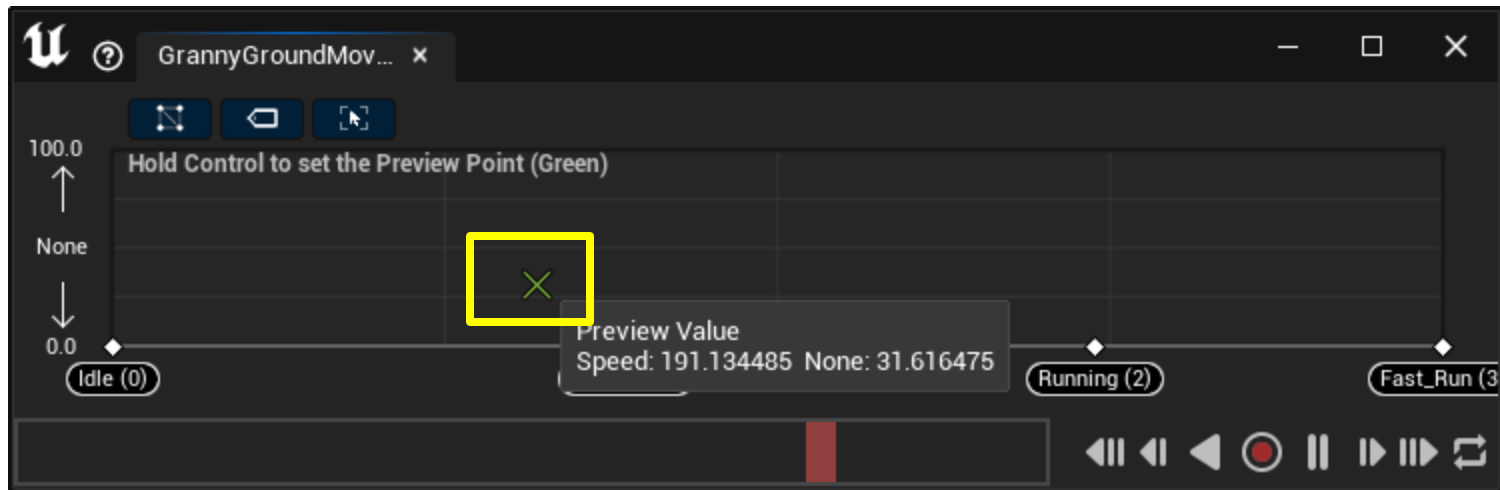 GrannyGroundMov...
100.0
Hold Control to set the Preview Point (Green)
None
Preview Value
0.0
Speed: 191.134485 None: 31.616475
Idle (0)
Running (2)
Fast_Run (3